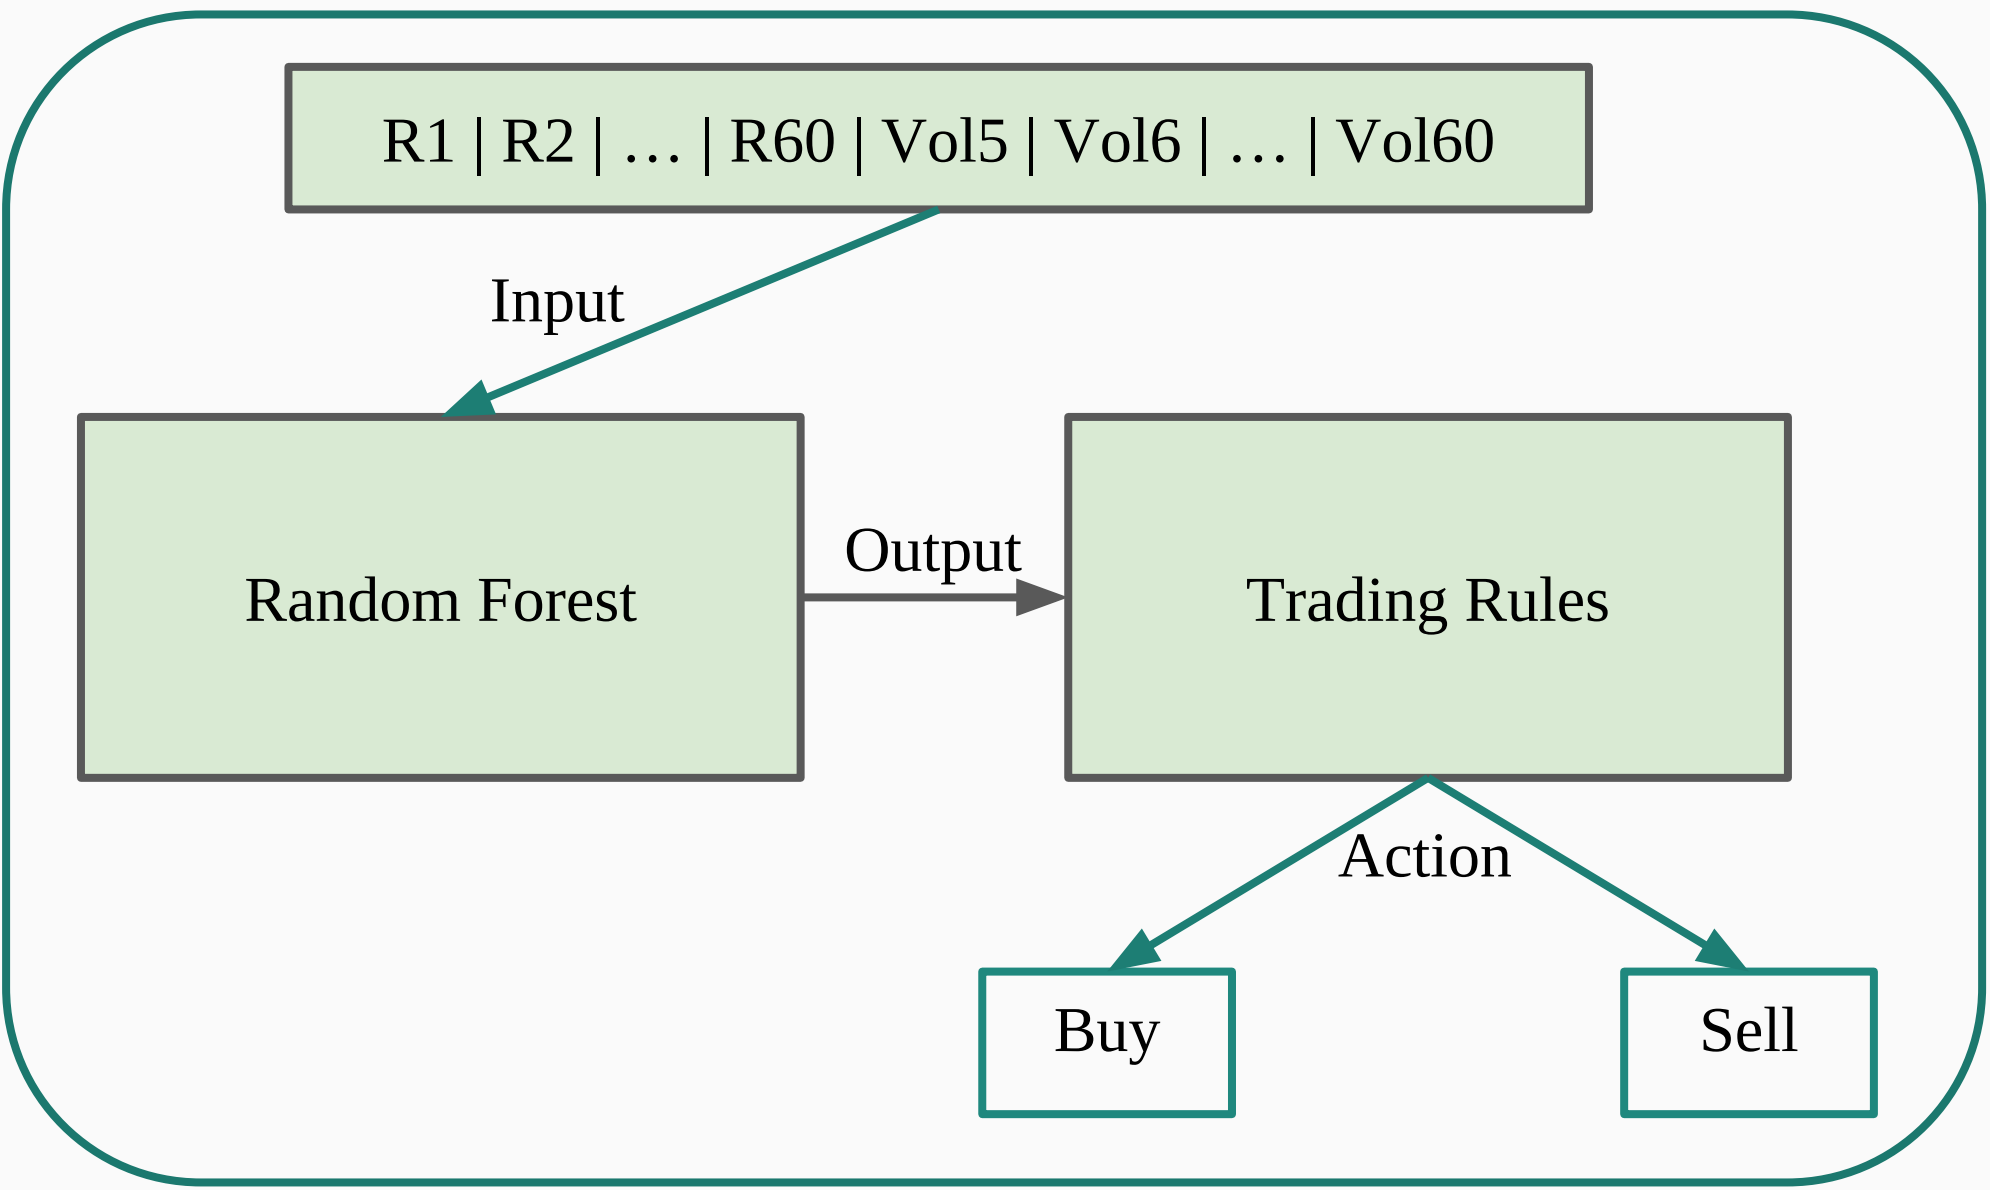 R1 | R2 | … | R60 | Vol5 | Vol6 | … | Vol60
Input
Output
Random Forest
Trading Rules
Action
Buy
Sell